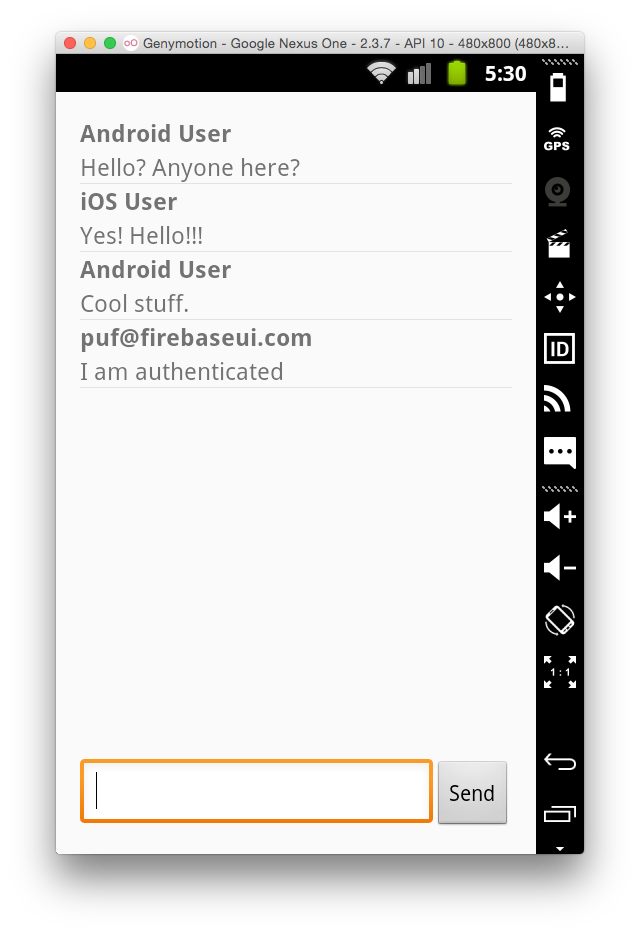 Genymotion - Google Nexus One - 2.3.7 - API 10 - 480x800 (480x8...
5:30
Android User
Hello? Anyone here?
iOS User
Yes! Hello!!!
Android User
Cool stuff.
puf@firebaseui.com
I am authenticated
Send
GPS
ID
1 : 1